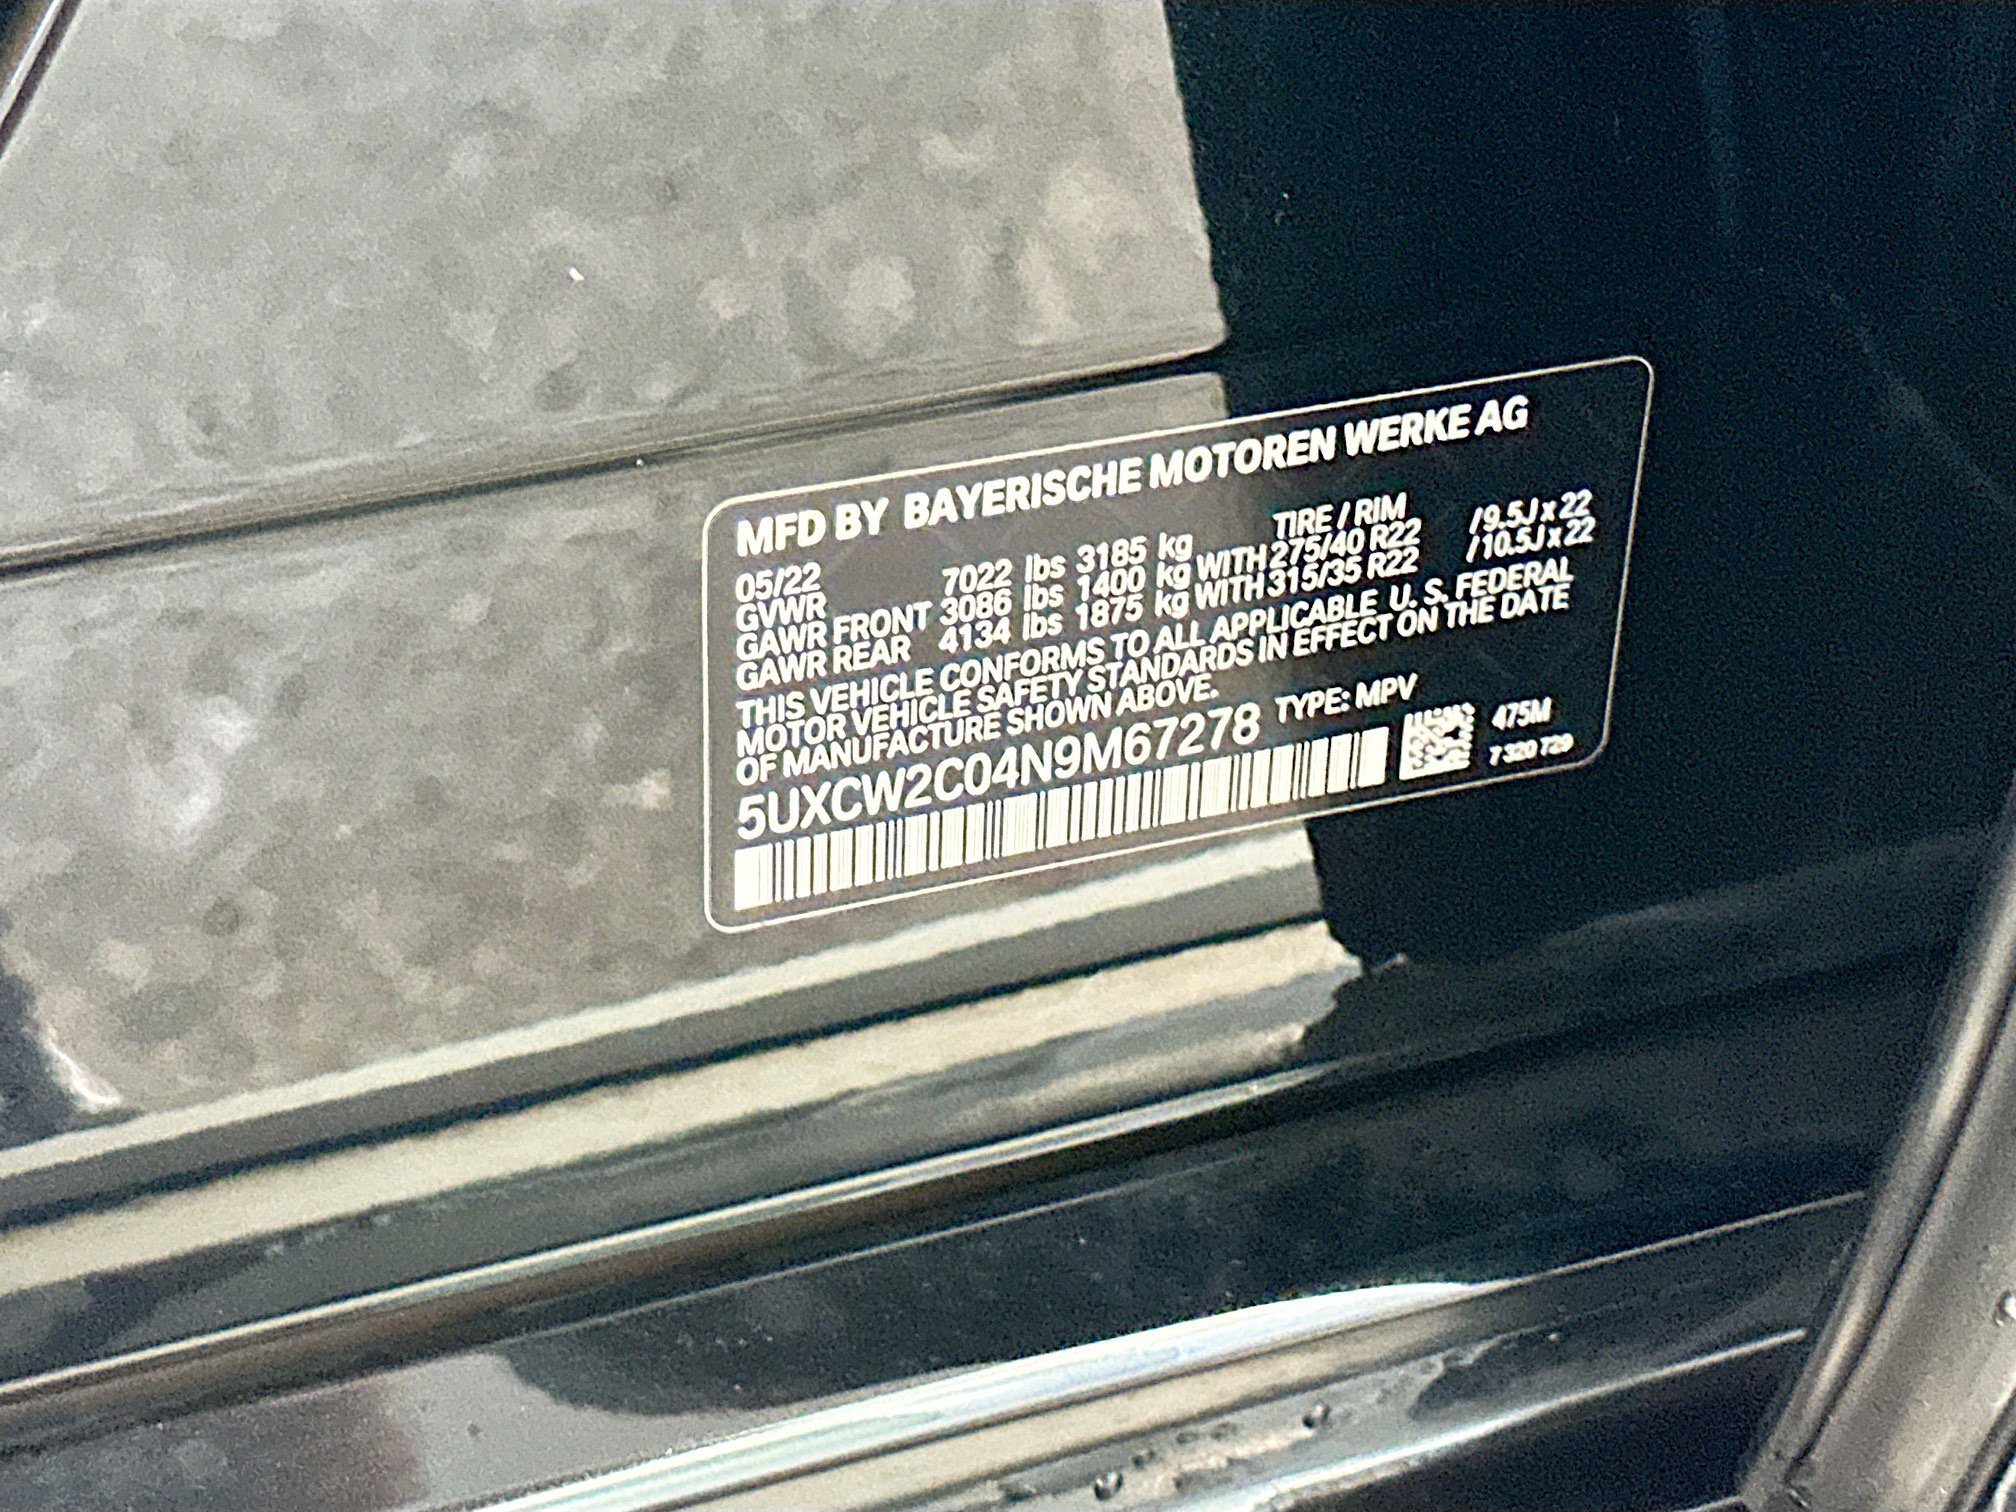 MFD BY BAYERISCHE MOTOREN WERKE AG
05/22 TIRE / RIM
GVWR 7022 lbs 3185 kg
GAWR FRONT 3086 lbs 1400 kg WITH 275/40 R22 /9.5J x 22
GAWR REAR 4134 lbs 1875 kg WITH 315/35 R22 /10.5J x 22
THIS VEHICLE CONFORMS TO ALL APPLICABLE U. S. FEDERAL
MOTOR VEHICLE SAFETY STANDARDS IN EFFECT ON THE DATE
OF MANUFACTURE SHOWN ABOVE.
5UXCW2C04N9M67278 TYPE: MPV
475M
7 320 729